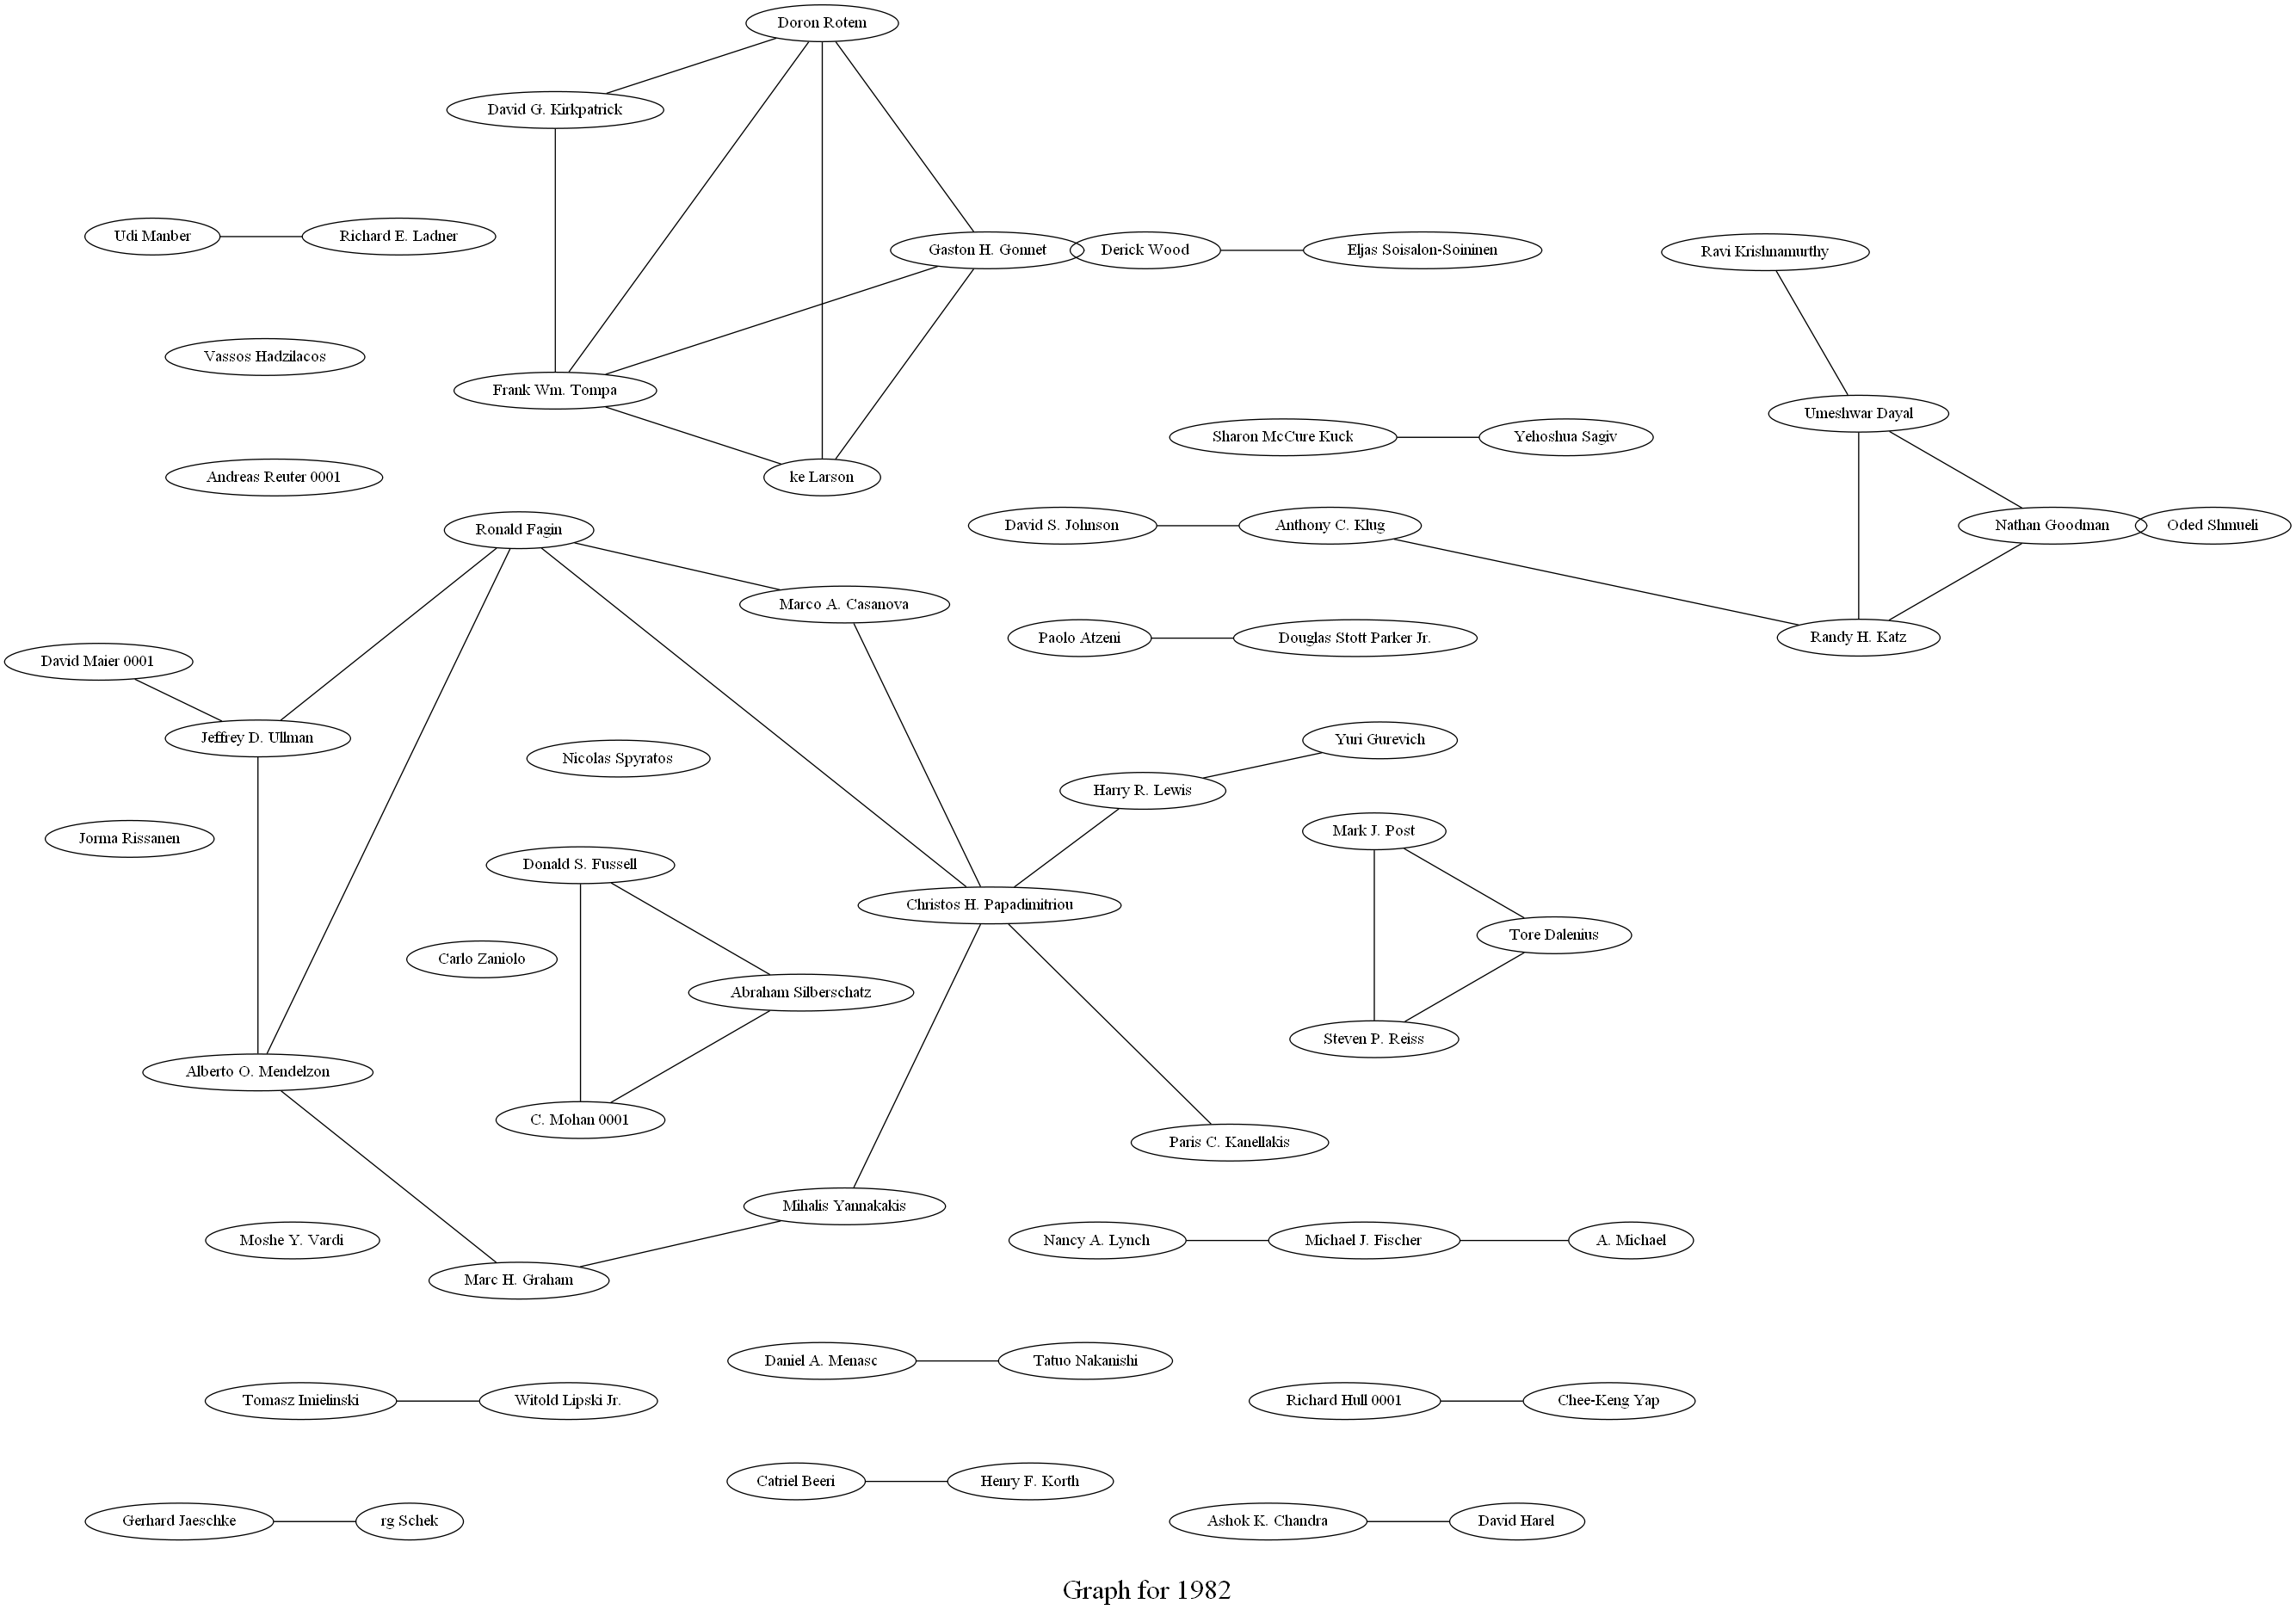 Doron Rotem
David G. Kirkpatrick
Udi Manber
Richard E. Ladner
Gaston H. Gonnet
Derick Wood
Eljas Soisalon-Soininen
Ravi Krishnamurthy
Vassos Hadzilacos
Frank Wm. Tompa
Umeshwar Dayal
Sharon McCure Kuck
Yehoshua Sagiv
Andreas Reuter 0001
ke Larson
Ronald Fagin
David S. Johnson
Anthony C. Klug
Nathan Goodman
Oded Shmueli
Marco A. Casanova
Paolo Atzeni
Douglas Stott Parker Jr.
Randy H. Katz
David Maier 0001
Jeffrey D. Ullman
Yuri Gurevich
Nicolas Spyratos
Harry R. Lewis
Jorma Rissanen
Mark J. Post
Donald S. Fussell
Christos H. Papadimitriou
Tore Dalenius
Carlo Zaniolo
Abraham Silberschatz
Steven P. Reiss
Alberto O. Mendelzon
C. Mohan 0001
Paris C. Kanellakis
Mihalis Yannakakis
Moshe Y. Vardi
Nancy A. Lynch
Michael J. Fischer
A. Michael
Marc H. Graham
Daniel A. Menasc
Tatuo Nakanishi
Tomasz Imielinski
Witold Lipski Jr.
Richard Hull 0001
Chee-Keng Yap
Catriel Beeri
Henry F. Korth
Gerhard Jaeschke
rg Schek
Ashok K. Chandra
David Harel
Graph for 1982